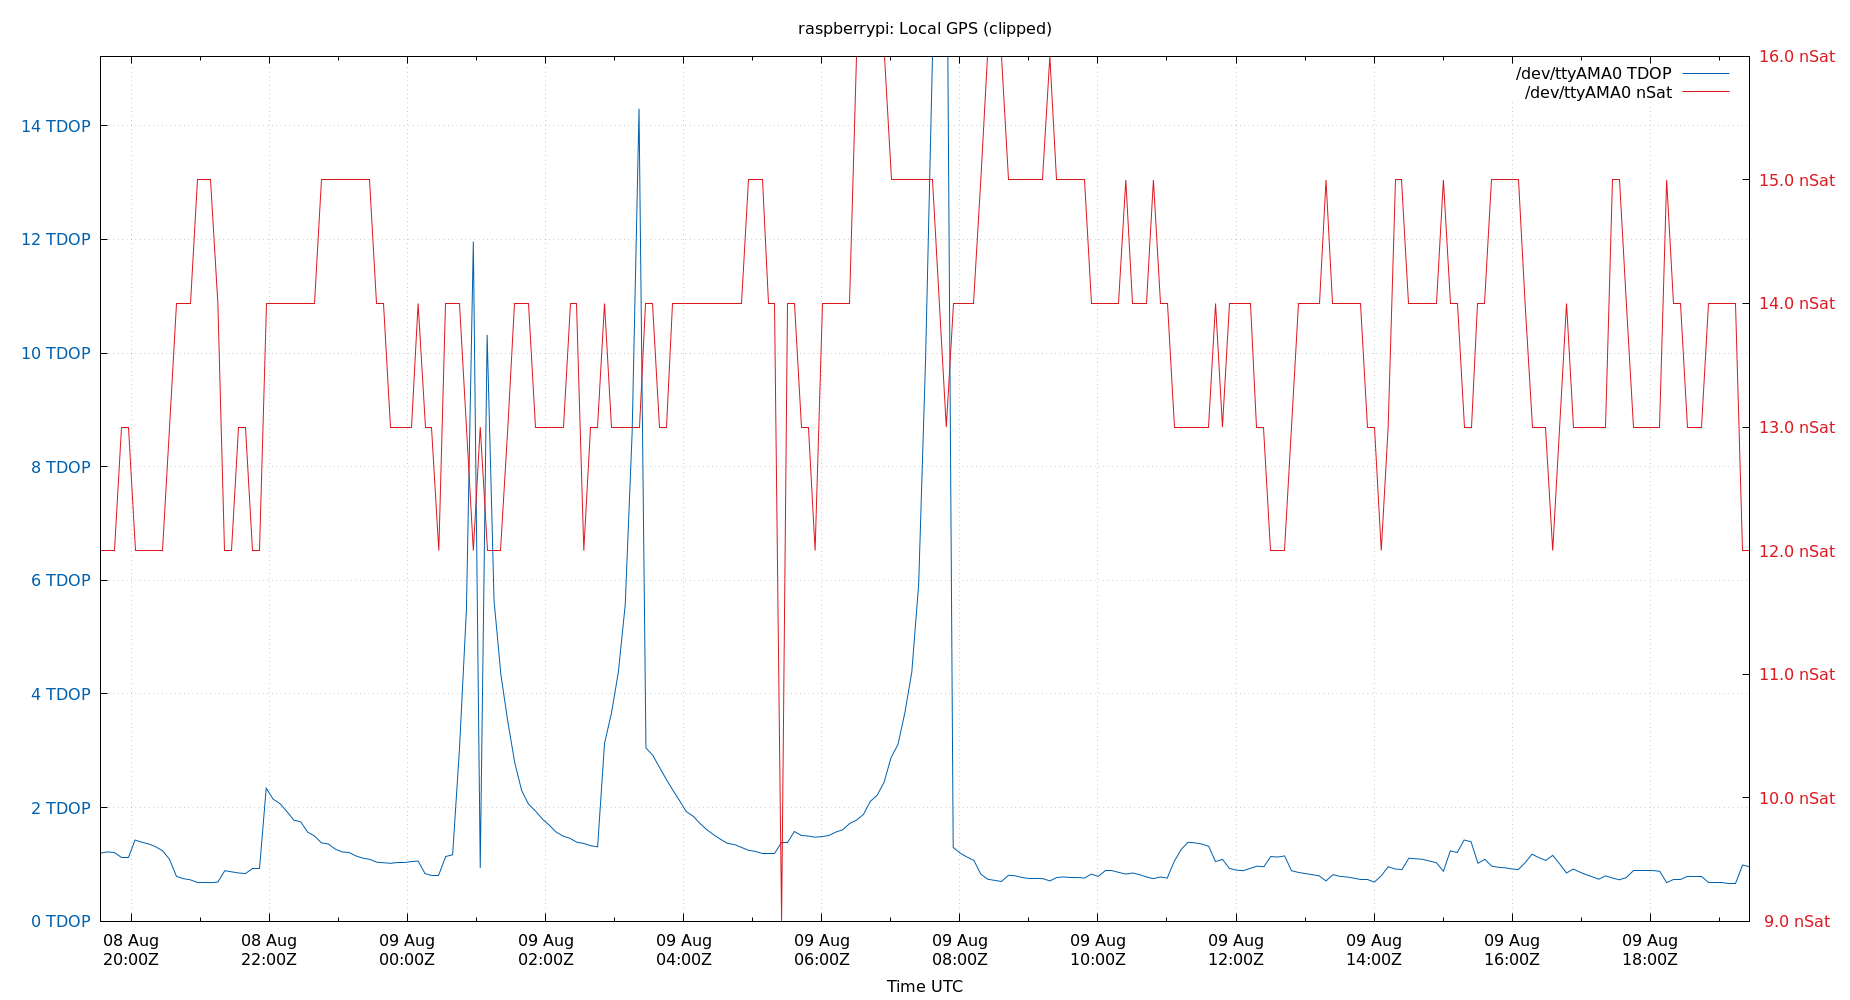 raspberrypi: Local GPS (clipped)
/dev/ttyAMA0 TDOP
/dev/ttyAMA0 nSat
14 TDOP
12 TDOP
10 TDOP
8 TDOP
6 TDOP
4 TDOP
2 TDOP
0 TDOP
16.0 nSat
15.0 nSat
14.0 nSat
13.0 nSat
12.0 nSat
11.0 nSat
10.0 nSat
9.0 nSat
08 Aug 08 Aug 09 Aug 09 Aug 09 Aug 09 Aug 09 Aug 09 Aug 09 Aug 09 Aug 09 Aug 09 Aug
20:00Z 22:00Z 00:00Z 02:00Z 04:00Z 06:00Z 08:00Z 10:00Z 12:00Z 14:00Z 16:00Z 18:00Z
Time UTC